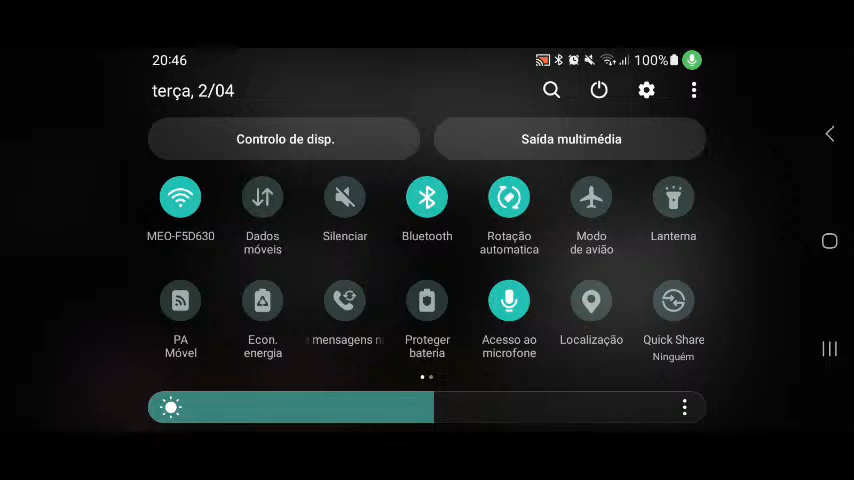 20:46
100%
terça, 2/04
Controlo de disp.
Saída multimédia
MEO-F5D630
Dados
móveis
Silenciar
Bluetooth
Rotação
automatica
Modo
de avião
Lanterna
PA
Móvel
Econ.
energia
mensagens
Proteger
bateria
Acesso ao
microfone
Localização
Quick Share
Ninguém